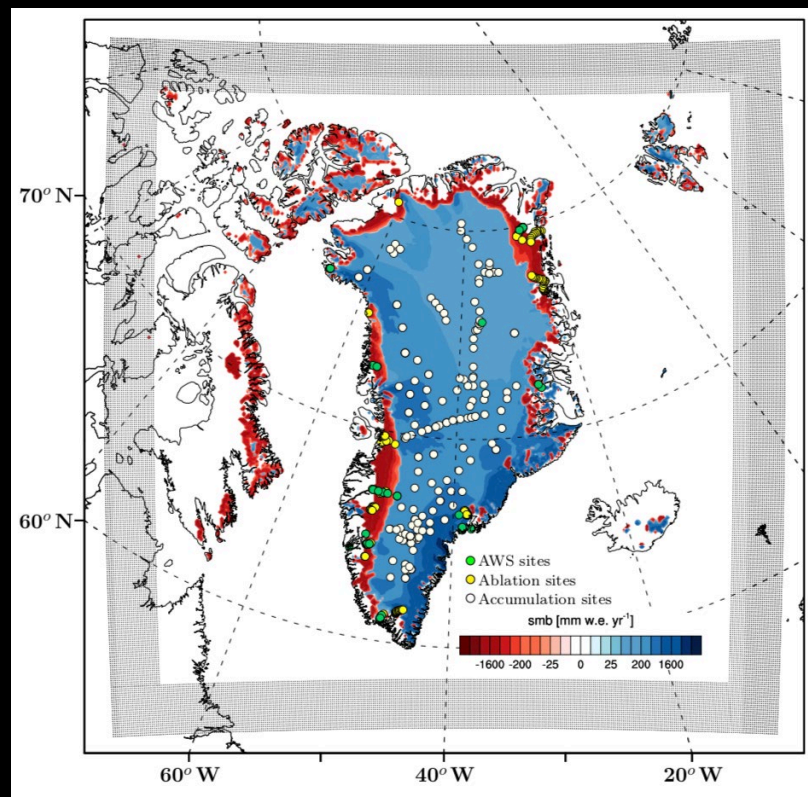 70° N
60° N
AWS sites
Ablation sites
Accumulation sites
smb [mm w.e. yr⁻¹]
-1600 -200 -25 0 25 200 1600
60° W 40° W 20° W